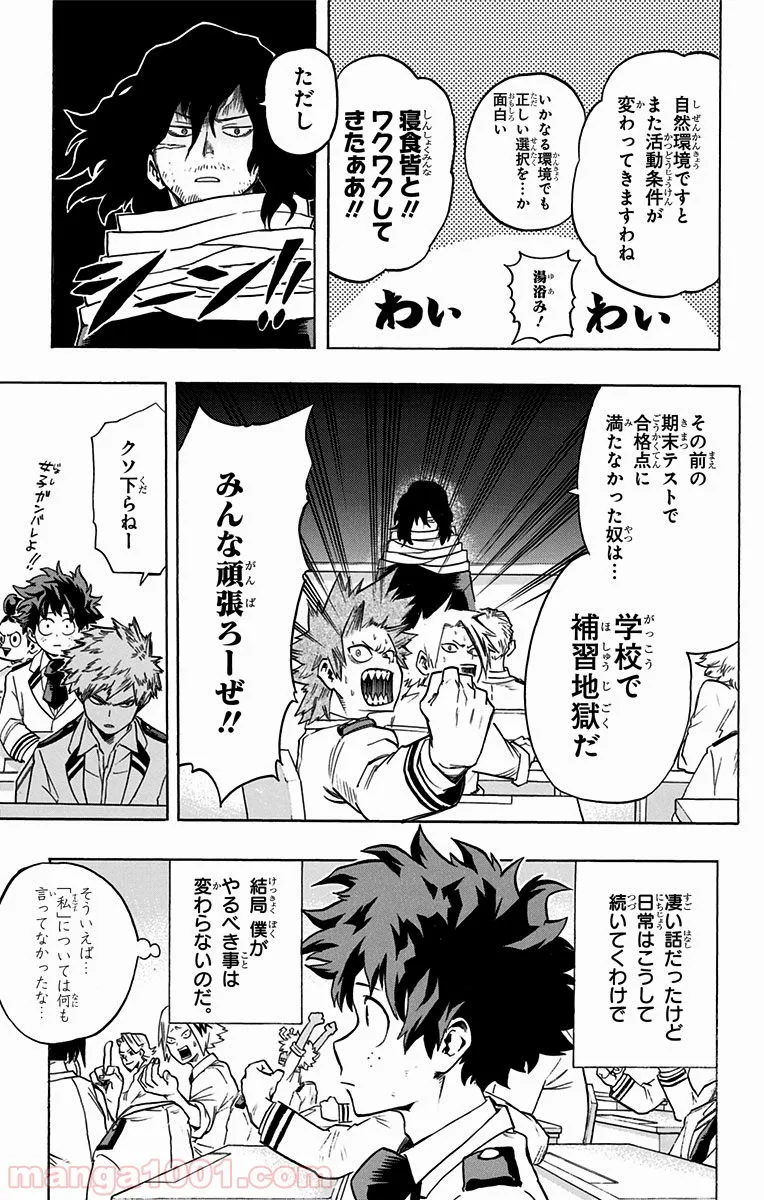 自然環境ですと
また活動条件が
変わってきますわね
いかなる環境でも
正しい選択を…か
面白い
湯浴み!
寝食皆と!!
ワクワクして
きたああ!!
わい
わい
ただし
シーン!!
その前の
期末テストで
合格点に
満たなかった奴は…
学校で
補習地獄だ
みんな頑張ろーぜ!!
クソ下らねー
女子ガンバレよ!!
凄い話だったけど
日常はこうして
続いてくわけで
結局 僕が
やるべき事は
変わらないのだ。
そういえば…
「私」については何も
言ってなかったな…
manga1001.com